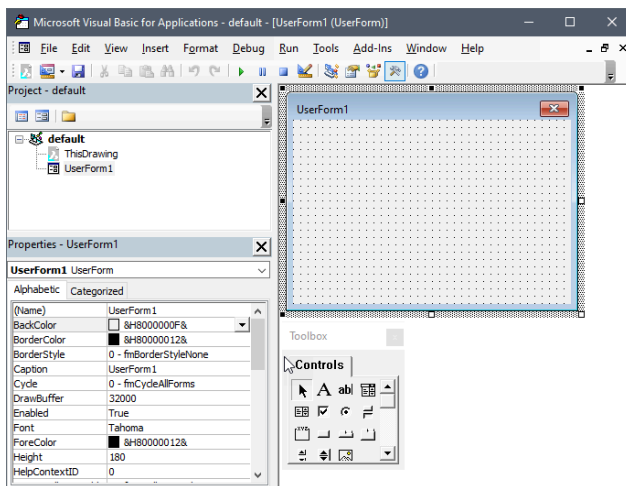 Microsoft Visual Basic for Applications - default - [UserForm1 (UserForm)]
File Edit View Insert Format Debug Run Tools Add-Ins Window Help
Project - default
default
ThisDrawing
UserForm1
Properties - UserForm1
UserForm1 UserForm
Alphabetic Categorized
(Name) UserForm1
BackColor &H8000000F&
BorderColor &H80000012&
BorderStyle 0 - fmBorderStyleNone
Caption UserForm1
Cycle 0 - fmCycleAllForms
DrawBuffer 32000
Enabled True
Font Tahoma
ForeColor &H80000012&
Height 180
HelpContextID 0
UserForm1
Toolbox
Controls
A abl